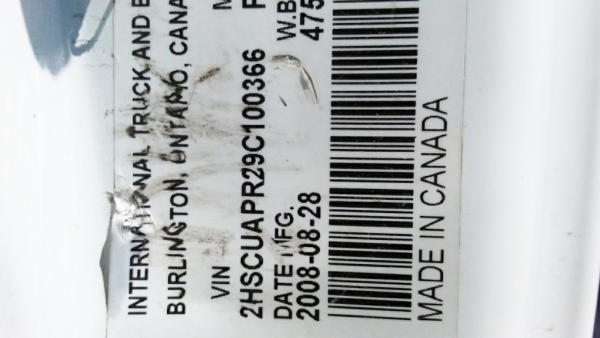 INTERNATIONAL TRUCK AND E
BURLINGTON, ONTARIO, CANA
VIN M
2HSCUAPR29C100366
DATE MFG. W.B
2008-08-28 475
MADE IN CANADA